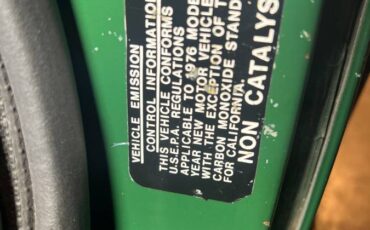 VEHICLE EMISSION
CONTROL INFORMATION
THIS VEHICLE CONFORMS
U.S.E.P.A. REGULATIONS
APPLICABLE TO 1976 MODE
YEAR NEW MOTOR VEHICLE
WITH THE EXCEPTION OF T
CARBON MONOXIDE STAND
FOR CALIFORNIA.
NON CATALYS